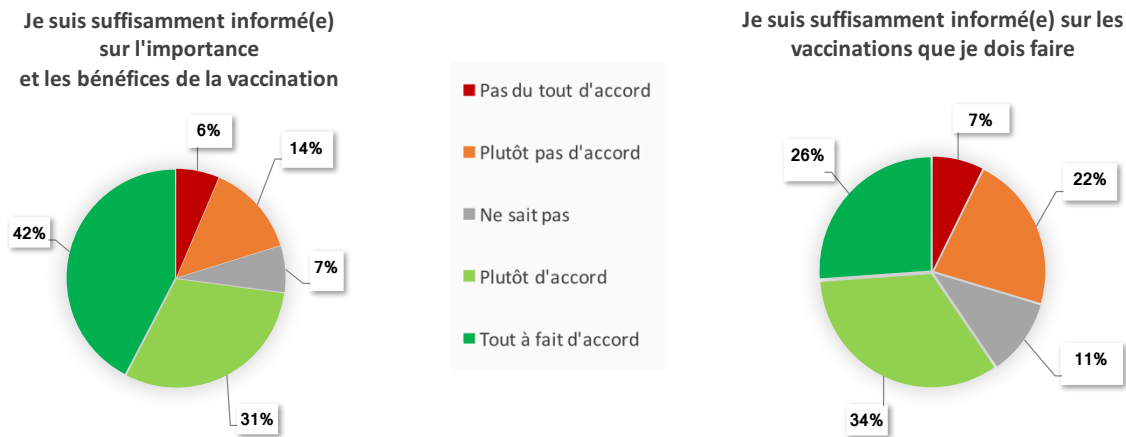 Je suis suffisamment informé(e)
sur l'importance
et les bénéfices de la vaccination
6%
14%
7%
31%
42%
Pas du tout d'accord
Plutôt pas d'accord
Ne sait pas
Plutôt d'accord
Tout à fait d'accord
Je suis suffisamment informé(e) sur les
vaccinations que je dois faire
7%
22%
11%
34%
26%